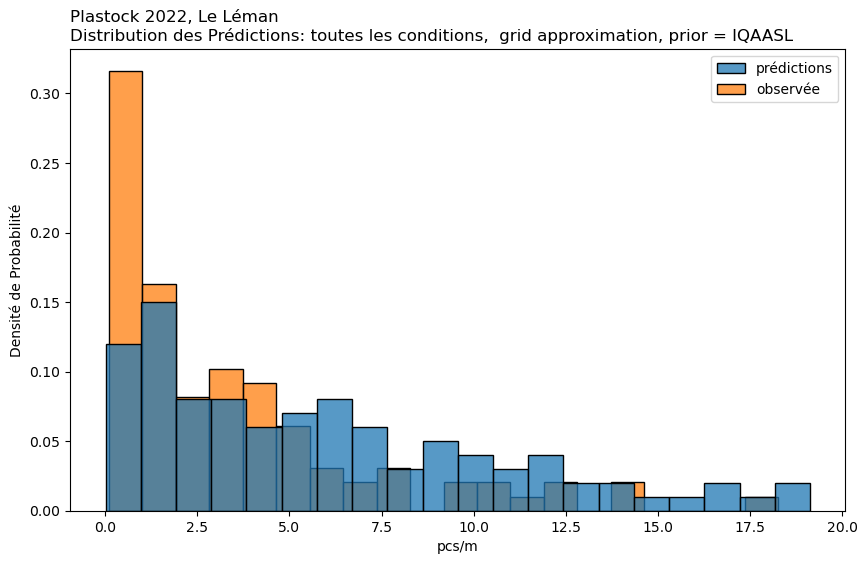 Plastock 2022, Le Léman
Distribution des Prédictions: toutes les conditions,  grid approximation, prior = IQAASL
prédictions
observée
Densité de Probabilité
0.30
0.25
0.20
0.15
0.10
0.05
0.00
0.0 2.5 5.0 7.5 10.0 12.5 15.0 17.5 20.0
pcs/m